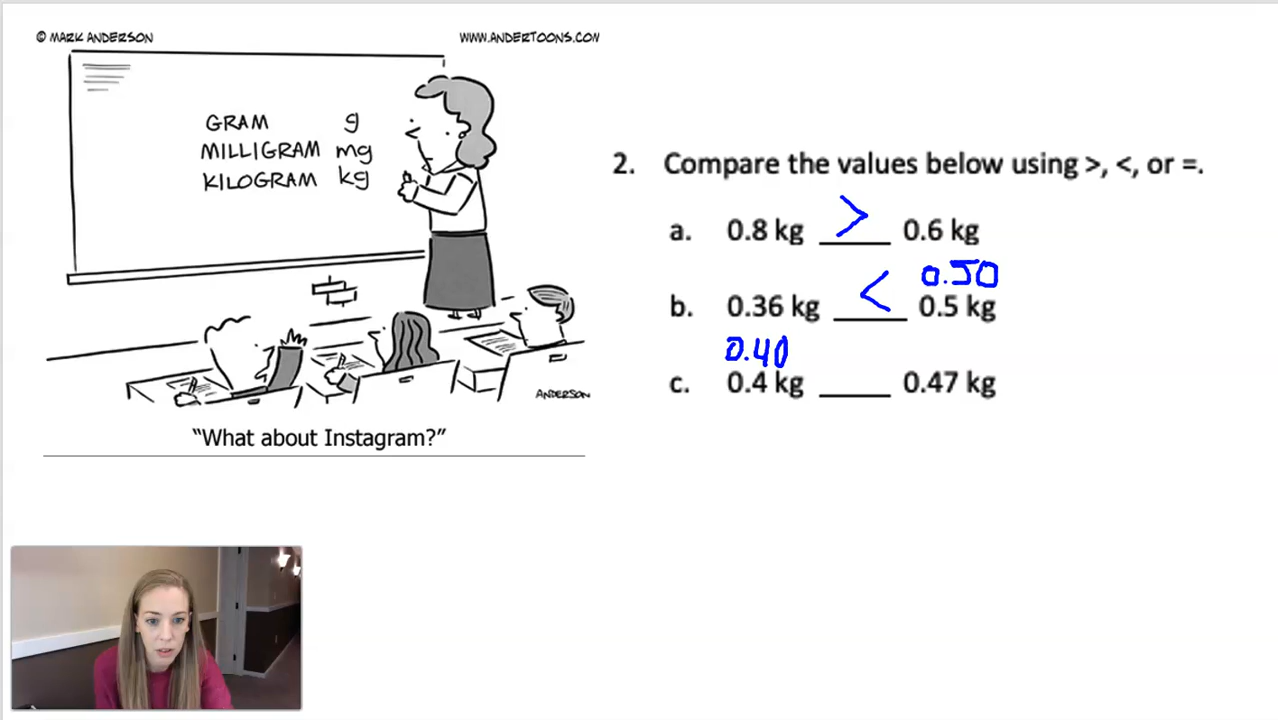 © MARK ANDERSON
WWW.ANDERTOONS.COM
GRAM g
MILLIGRAM mg
KILOGRAM kg
ANDERSON
“What about Instagram?”
2. Compare the values below using >, <, or =.
a. 0.8 kg > 0.6 kg
0.50
b. 0.36 kg < 0.5 kg
0.40
c. 0.4 kg _____ 0.47 kg